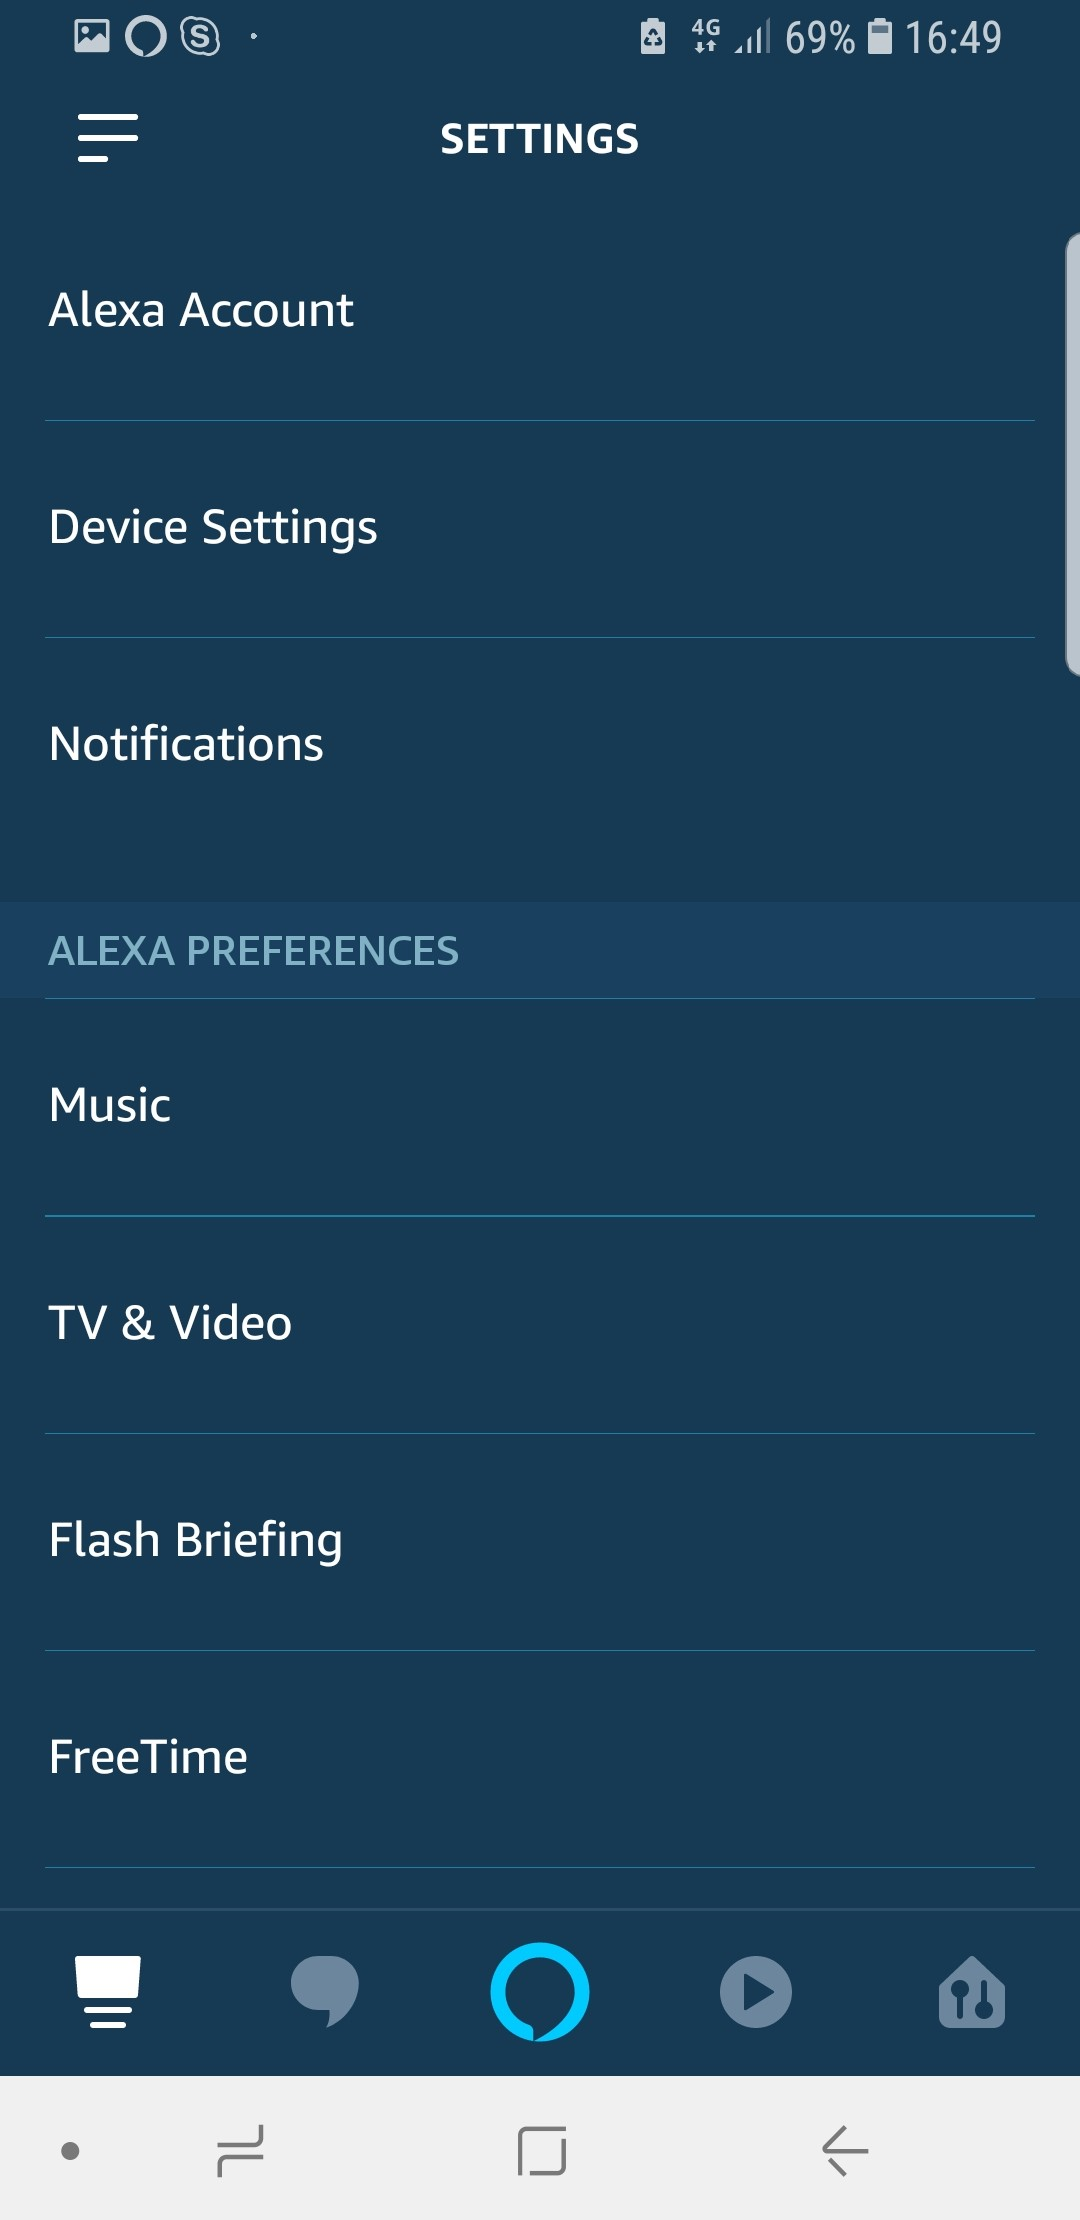 4G 69% 16:49
SETTINGS
Alexa Account
Device Settings
Notifications
ALEXA PREFERENCES
Music
TV & Video
Flash Briefing
FreeTime